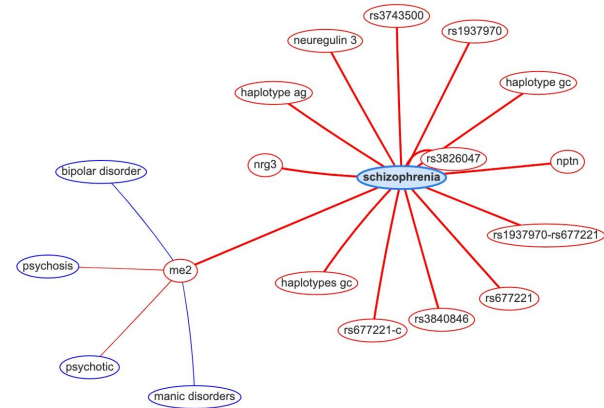 rs3743500
rs1937970
neuregulin 3
haplotype ag
haplotype gc
rs3826047
nptn
nrg3
schizophrenia
bipolar disorder
rs1937970-rs677221
psychosis
me2
haplotypes gc
rs677221
rs3840846
rs677221-c
psychotic
manic disorders